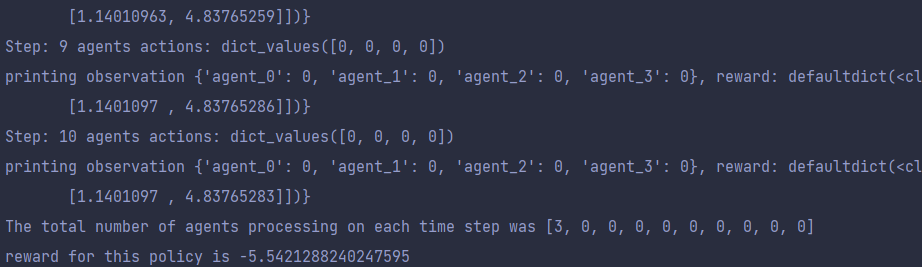 [1.14010963, 4.83765259]])}
Step: 9 agents actions: dict_values([0, 0, 0, 0])
printing observation {'agent_0': 0, 'agent_1': 0, 'agent_2': 0, 'agent_3': 0}, reward: defaultdict(<cl
[1.1401097 , 4.83765286]])}
Step: 10 agents actions: dict_values([0, 0, 0, 0])
printing observation {'agent_0': 0, 'agent_1': 0, 'agent_2': 0, 'agent_3': 0}, reward: defaultdict(<cl
[1.1401097 , 4.83765283]])}
The total number of agents processing on each time step was [3, 0, 0, 0, 0, 0, 0, 0, 0, 0]
reward for this policy is -5.5421288240247595